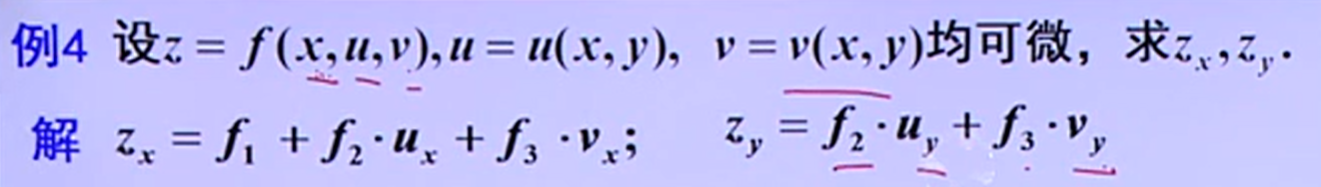 例4 设z = f(x,u,v),u = u(x,y), v = v(x,y)均可微，求z_x,z_y.
解 z_x = f_1 + f_2·u_x + f_3·v_x; z_y = f_2·u_y + f_3·v_y